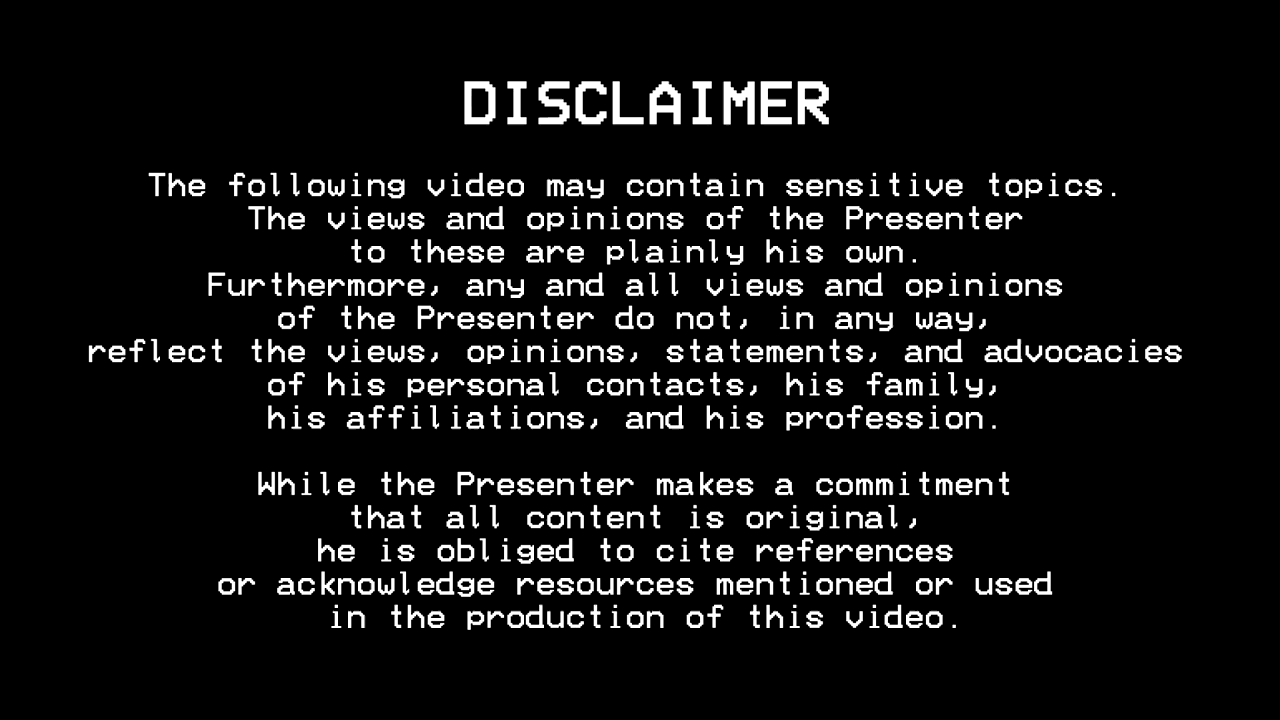 DISCLAIMER
The following video may contain sensitive topics.
The views and opinions of the Presenter
to these are plainly his own.
Furthermore, any and all views and opinions
of the Presenter do not, in any way,
reflect the views, opinions, statements, and advocacies
of his personal contacts, his family,
his affiliations, and his profession.
While the Presenter makes a commitment
that all content is original,
he is obliged to cite references
or acknowledge resources mentioned or used
in the production of this video.